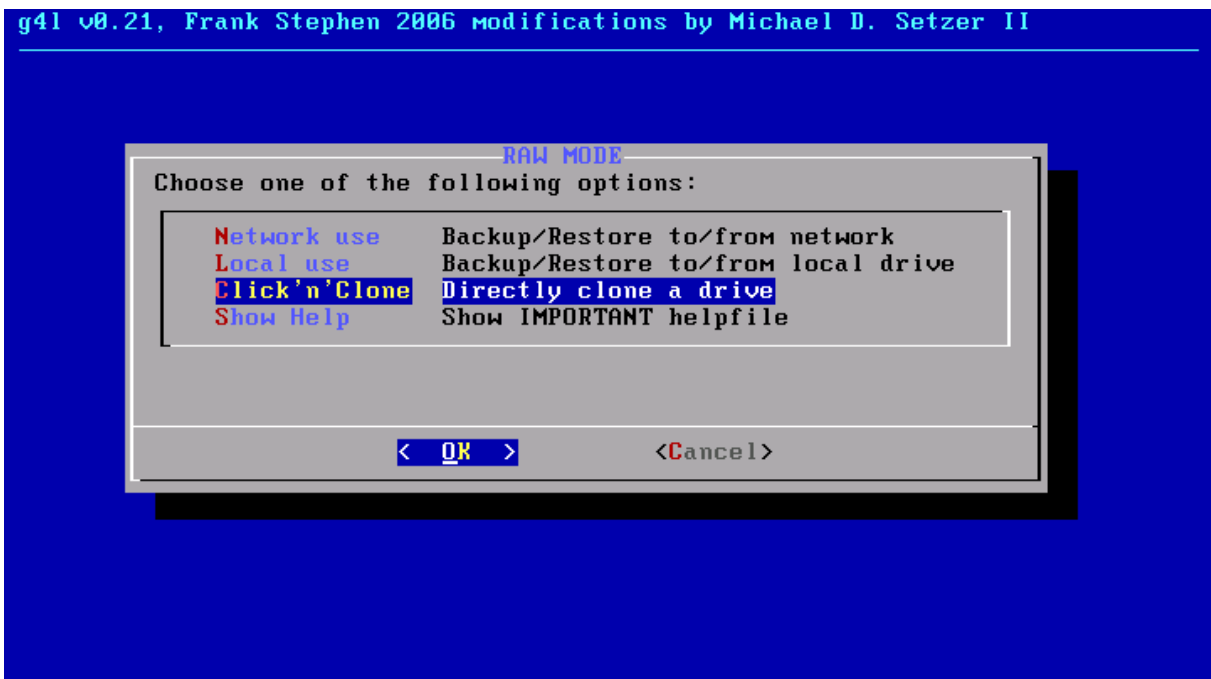 g4l v0.21, Frank Stephen 2006 modifications by Michael D. Setzer II
RAW MODE
Choose one of the following options:
Network use Backup/Restore to/from network
Local use Backup/Restore to/from local drive
Click'n'Clone Directly clone a drive
Show Help Show IMPORTANT helpfile
< OK > <Cancel>